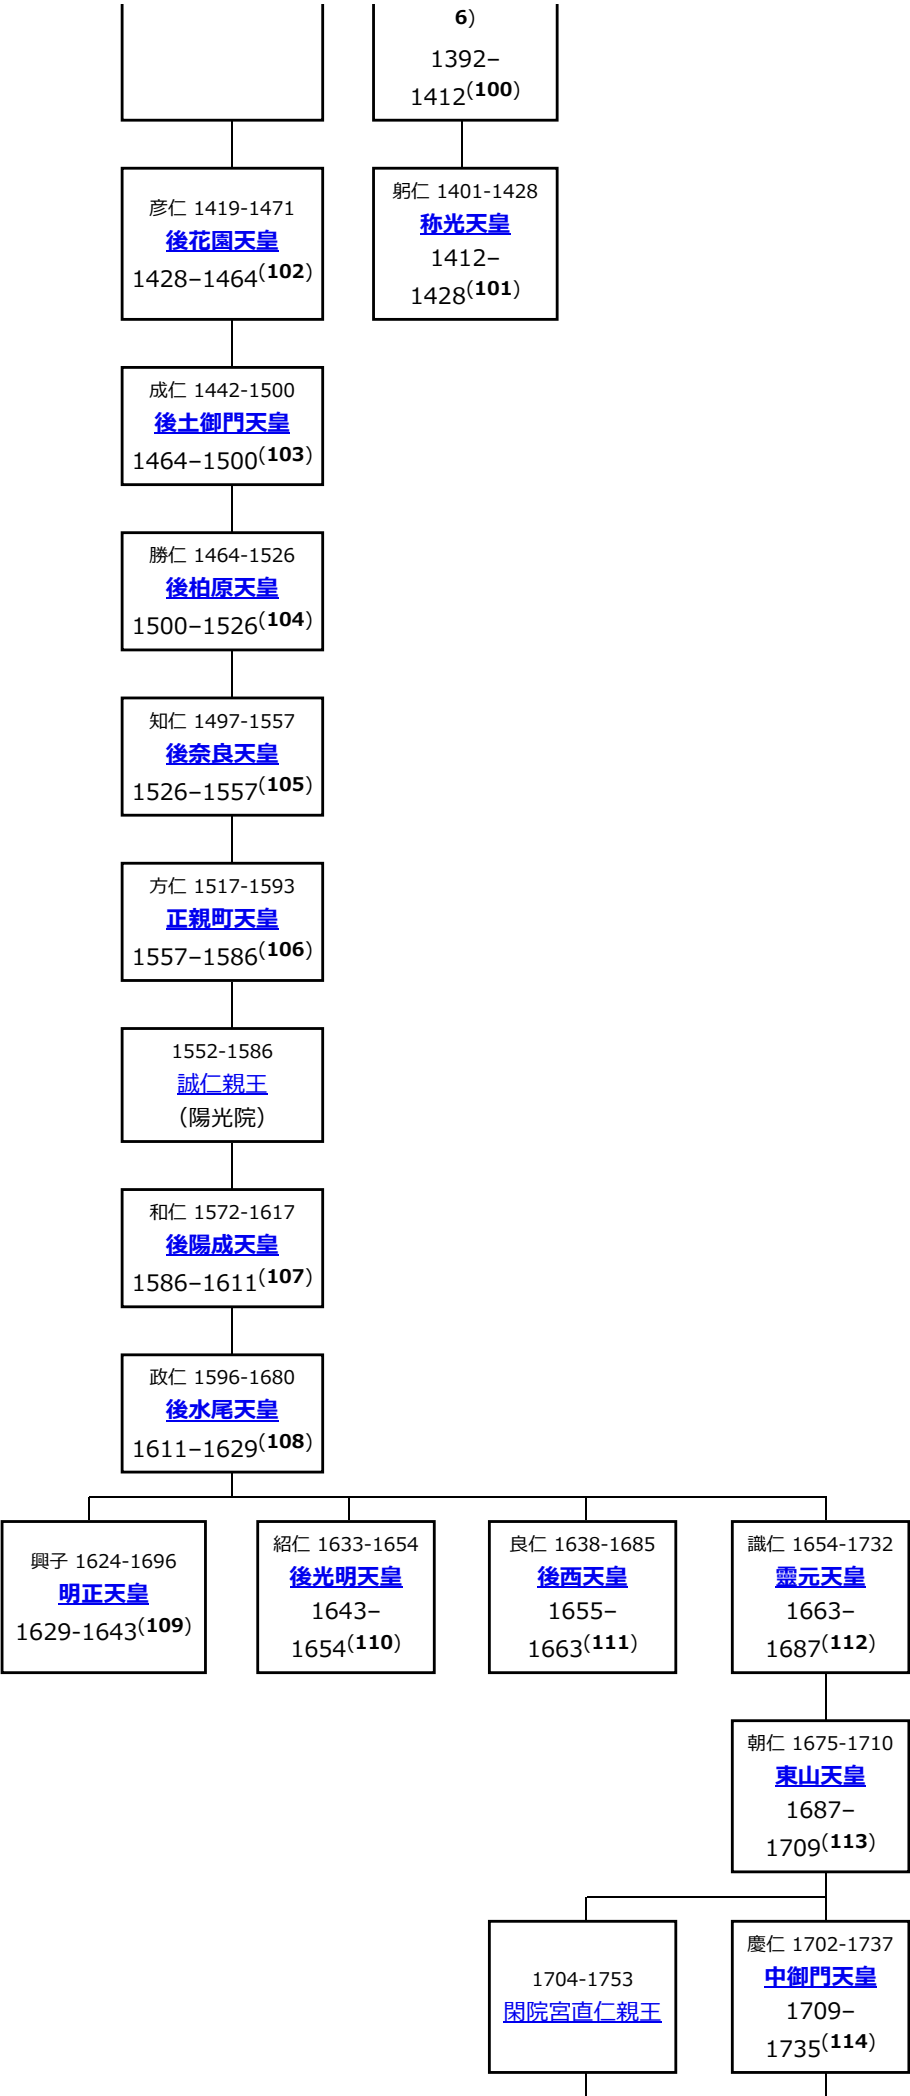 6)
1392–
1412(100)
彦仁 1419-1471
後花園天皇
1428–1464(102)
躬仁 1401-1428
称光天皇
1412–
1428(101)
成仁 1442-1500
後土御門天皇
1464–1500(103)
勝仁 1464-1526
後柏原天皇
1500–1526(104)
知仁 1497-1557
後奈良天皇
1526–1557(105)
方仁 1517-1593
正親町天皇
1557–1586(106)
1552-1586
誠仁親王
（陽光院）
和仁 1572-1617
後陽成天皇
1586–1611(107)
政仁 1596-1680
後水尾天皇
1611–1629(108)
興子 1624-1696
明正天皇
1629-1643(109)
紹仁 1633-1654
後光明天皇
1643–
1654(110)
良仁 1638-1685
後西天皇
1655–
1663(111)
識仁 1654-1732
靈元天皇
1663–
1687(112)
朝仁 1675-1710
東山天皇
1687–
1709(113)
1704-1753
閑院宮直仁親王
慶仁 1702-1737
中御門天皇
1709–
1735(114)